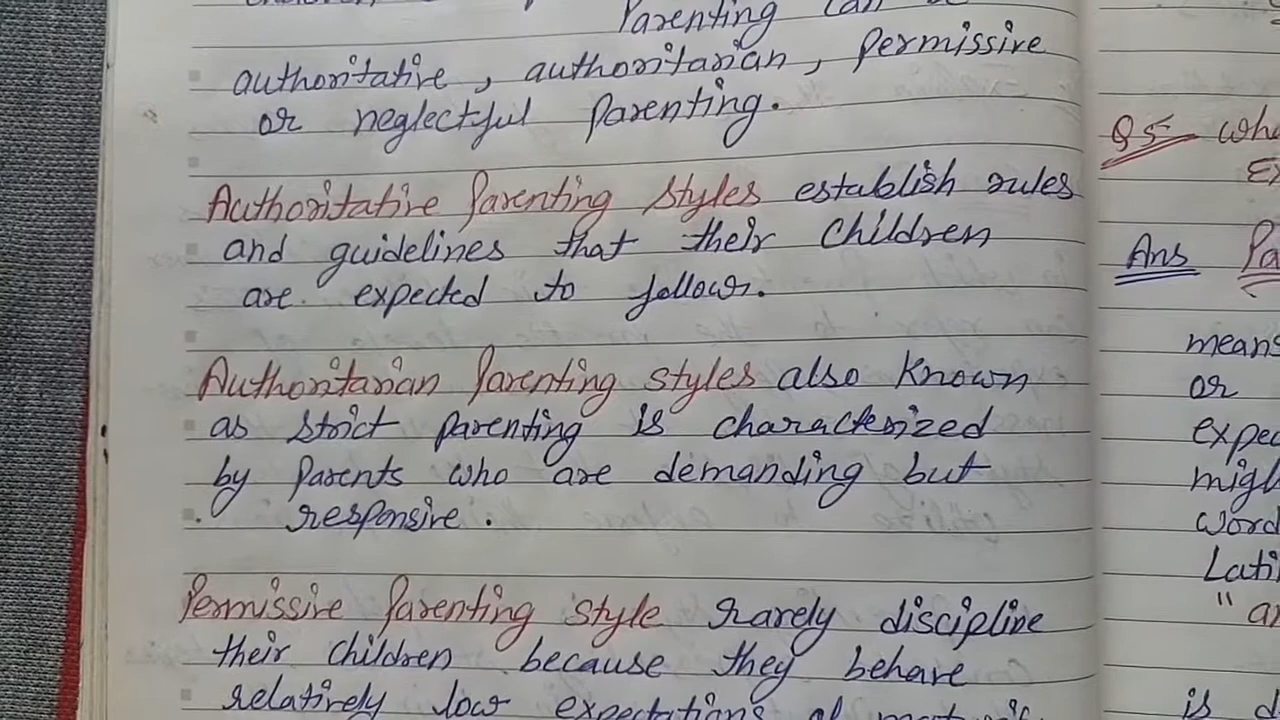 Parenting can
authoritative, authoritarian, permissive
or neglectful Parenting.
Authoritative Parenting styles establish rules
and guidelines that their children
are expected to follow.
Authoritarian Parenting styles also known
as strict parenting is characterized
by Parents who are demanding but
responsive.
Permissive Parenting style rarely discipline
their children because they behave
relatively low expectations of
Q5 Wh
Ex
Ans Pa
means
or
expec
migh
word
Lati
" a
is d